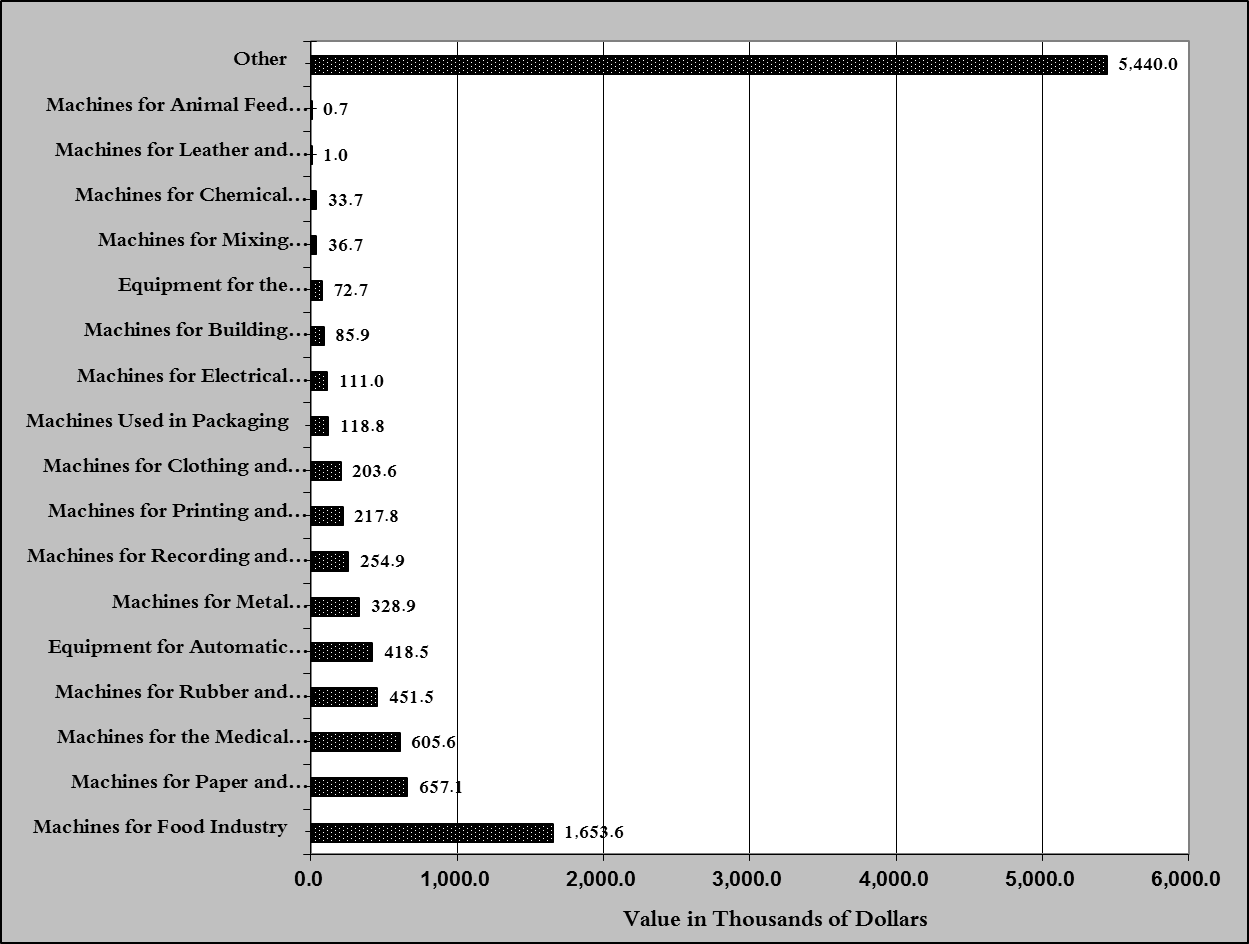 Other 5,440.0
Machines for Animal Feed... 0.7
Machines for Leather and... 1.0
Machines for Chemical... 33.7
Machines for Mixing... 36.7
Equipment for the... 72.7
Machines for Building... 85.9
Machines for Electrical... 111.0
Machines Used in Packaging 118.8
Machines for Clothing and... 203.6
Machines for Printing and... 217.8
Machines for Recording and... 254.9
Machines for Metal... 328.9
Equipment for Automatic... 418.5
Machines for Rubber and... 451.5
Machines for the Medical... 605.6
Machines for Paper and... 657.1
Machines for Food Industry 1,653.6
0.0 1,000.0 2,000.0 3,000.0 4,000.0 5,000.0 6,000.0
Value in Thousands of Dollars